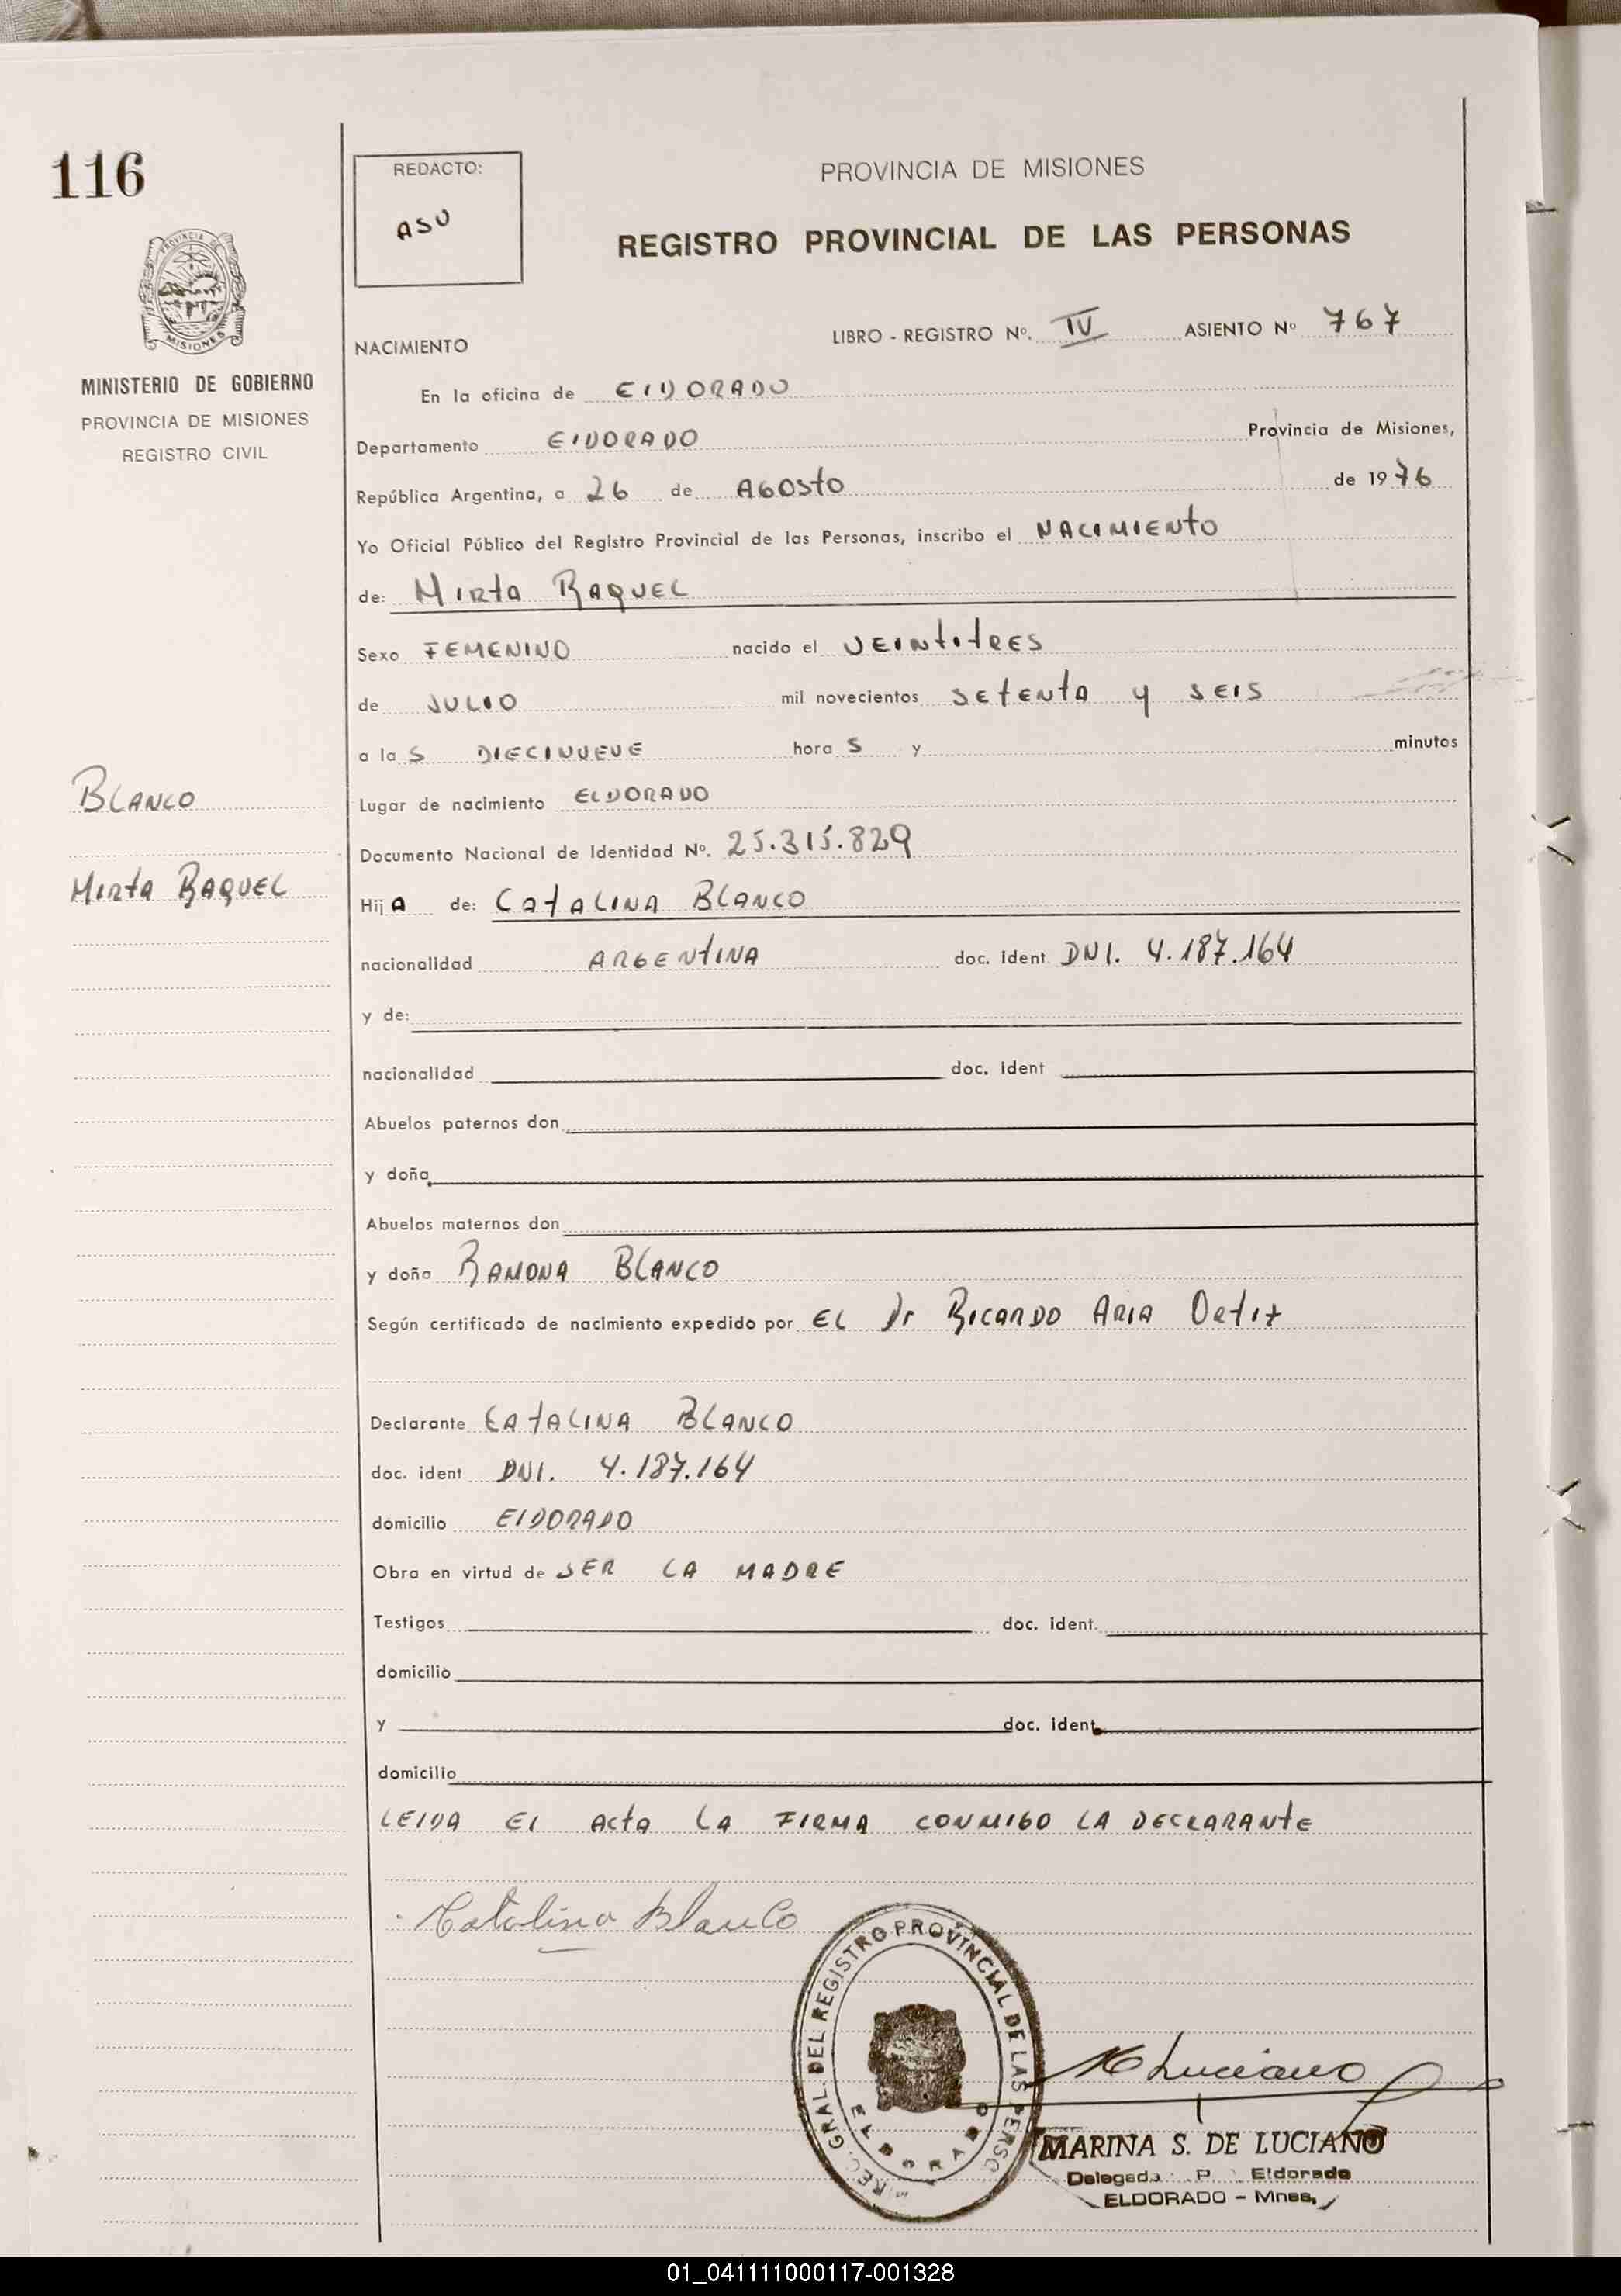 116
REDACTO:
ASU
PROVINCIA DE MISIONES
REGISTRO PROVINCIAL DE LAS PERSONAS
PROVINCIA DE
MISIONES
MINISTERIO DE GOBIERNO
PROVINCIA DE MISIONES
REGISTRO CIVIL
NACIMIENTO
LIBRO - REGISTRO Nº. IV ASIENTO Nº 767
En la oficina de ElDORADO
Departamento ElDORADO Provincia de Misiones,
República Argentina, a 26 de AGOSto de 1976
Yo Oficial Público del Registro Provincial de las Personas, inscribo el NACIMIENto
de: MIRta RAQUEL
Sexo FEMENINO nacido el VEINtitRES
de JULIO mil novecientos SEtENta y SEIS
a las DIECINUEVE horas y minutos
Lugar de nacimiento ELDORADO
Documento Nacional de Identidad Nº. 25.315.829
BLANCO
MIRta RAQUEL
HijA de: CatALINA BLANCO
nacionalidad ARGENtINA doc. ident DNI. 4.187.164
y de:
nacionalidad doc. ident
Abuelos paternos don
y doña
Abuelos maternos don
y doña RAMONA BLANCO
Según certificado de nacimiento expedido por EL Dr RICARDO ARIA ORtiz
Declarante CAtALINA BLANCO
doc. ident DNI. 4.187.164
domicilio ElDORADO
Obra en virtud de SER LA MADRE
Testigos doc. ident.
domicilio
y doc. ident.
domicilio
LEIDA El ACta LA FIRMA CONMIGO LA DECLARANtE
Catalina Blanco
GRAL. DEL REGISTRO PROVINCIAL DE LAS PERSO
ELDORADO
M Luciano
MARINA S. DE LUCIANO
Delegada P. Eldorado
ELDORADO - Mnes.
01_041111000117-001328